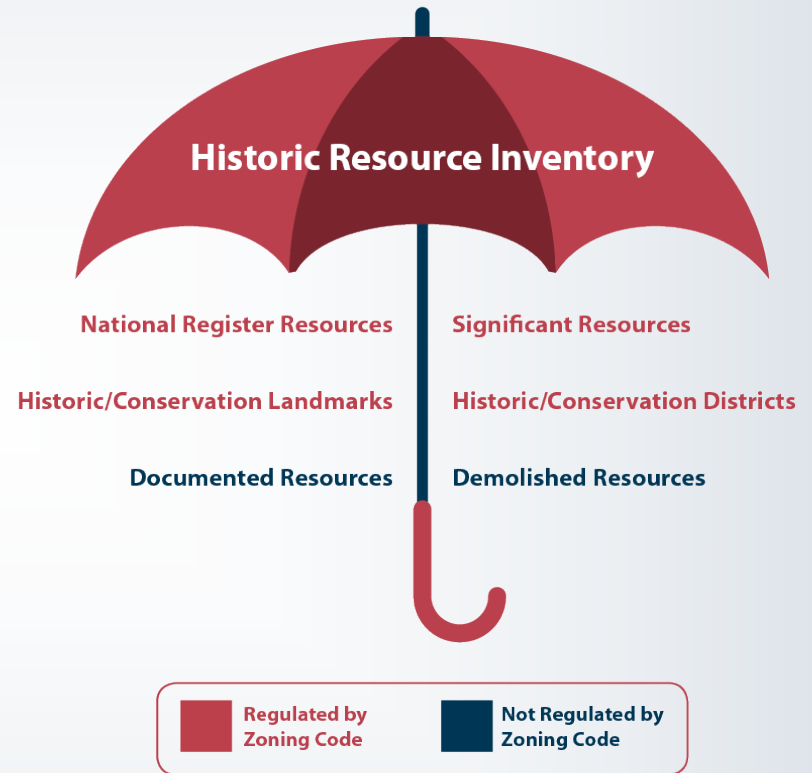 Historic Resource Inventory
National Register Resources
Significant Resources
Historic/Conservation Landmarks
Historic/Conservation Districts
Documented Resources
Demolished Resources
Regulated by
Zoning Code
Not Regulated by
Zoning Code